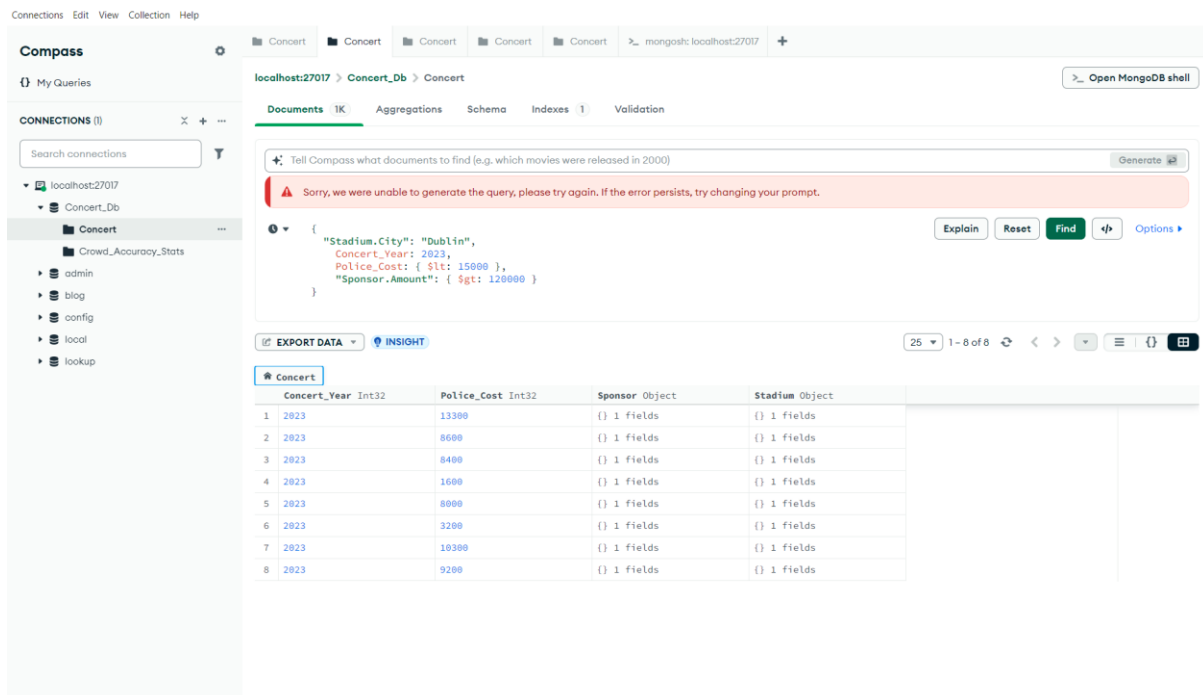 Connections Edit View Collection Help
Compass
Concert Concert Concert Concert Concert >_ mongosh: localhost:27017 +
{} My Queries
localhost:27017 > Concert_Db > Concert
>_ Open MongoDB shell
Documents 1K Aggregations Schema Indexes 1 Validation
CONNECTIONS (1)
Search connections
localhost:27017
Concert_Db
Concert
Crowd_Accuracy_Stats
admin
blog
config
local
lookup
Tell Compass what documents to find (e.g. which movies were released in 2000) Generate
Sorry, we were unable to generate the query, please try again. If the error persists, try changing your prompt.
Explain Reset Find </> Options
{
"Stadium.City": "Dublin",
Concert_Year: 2023,
Police_Cost: { $lt: 15000 },
"Sponsor.Amount": { $gt: 120000 }
}
EXPORT DATA INSIGHT 25 1 – 8 of 8 < > {}
Concert
Concert_Year Int32 Police_Cost Int32 Sponsor Object Stadium Object
1 2023 13300 {} 1 fields {} 1 fields
2 2023 8600 {} 1 fields {} 1 fields
3 2023 8400 {} 1 fields {} 1 fields
4 2023 1600 {} 1 fields {} 1 fields
5 2023 8000 {} 1 fields {} 1 fields
6 2023 3200 {} 1 fields {} 1 fields
7 2023 10300 {} 1 fields {} 1 fields
8 2023 9200 {} 1 fields {} 1 fields